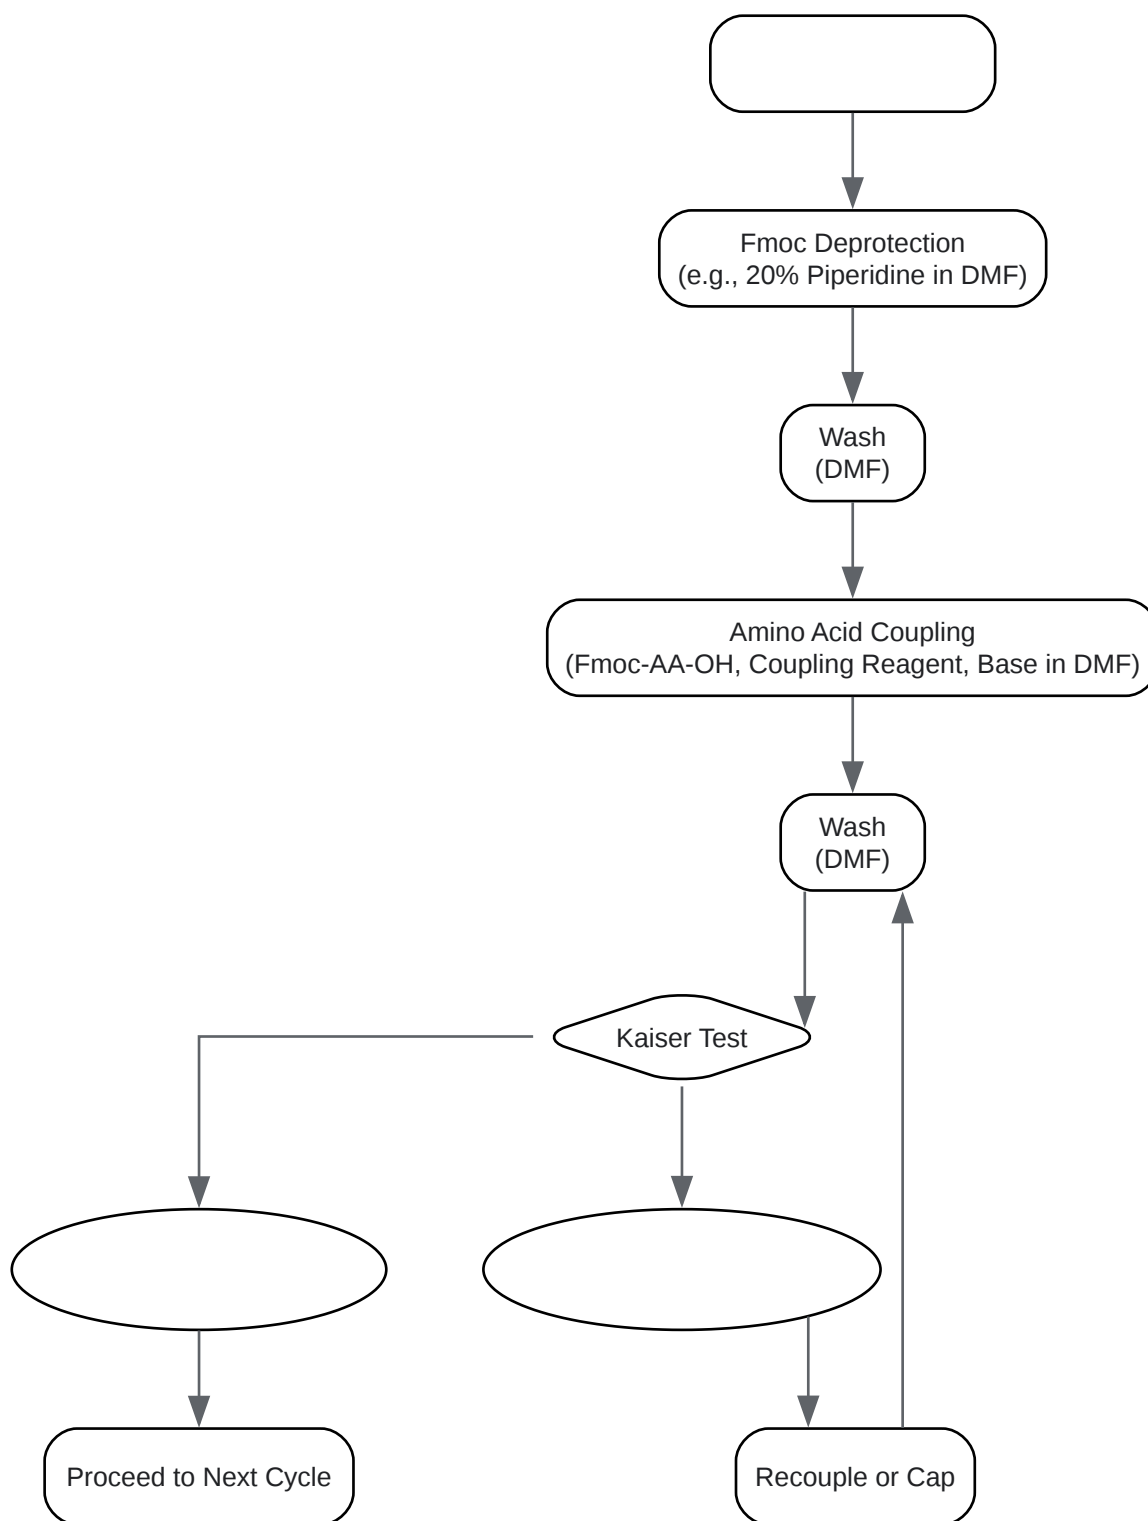 Fmoc Deprotection
(e.g., 20% Piperidine in DMF)
Wash
(DMF)
Amino Acid Coupling
(Fmoc-AA-OH, Coupling Reagent, Base in DMF)
Wash
(DMF)
Kaiser Test
Proceed to Next Cycle
Recouple or Cap